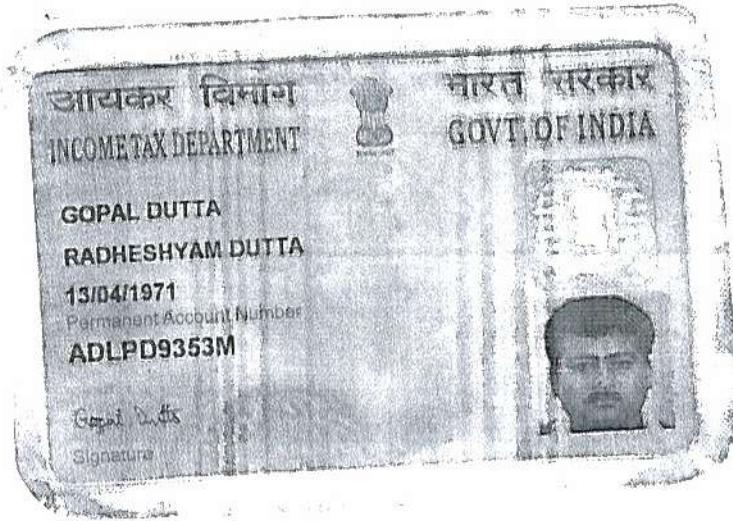 आयकर विभाग
भारत सरकार
INCOME TAX DEPARTMENT
GOVT. OF INDIA
GOPAL DUTTA
RADHESHYAM DUTTA
13/04/1971
Permanent Account Number
ADLPD9353M
Gopal Dutta
Signature